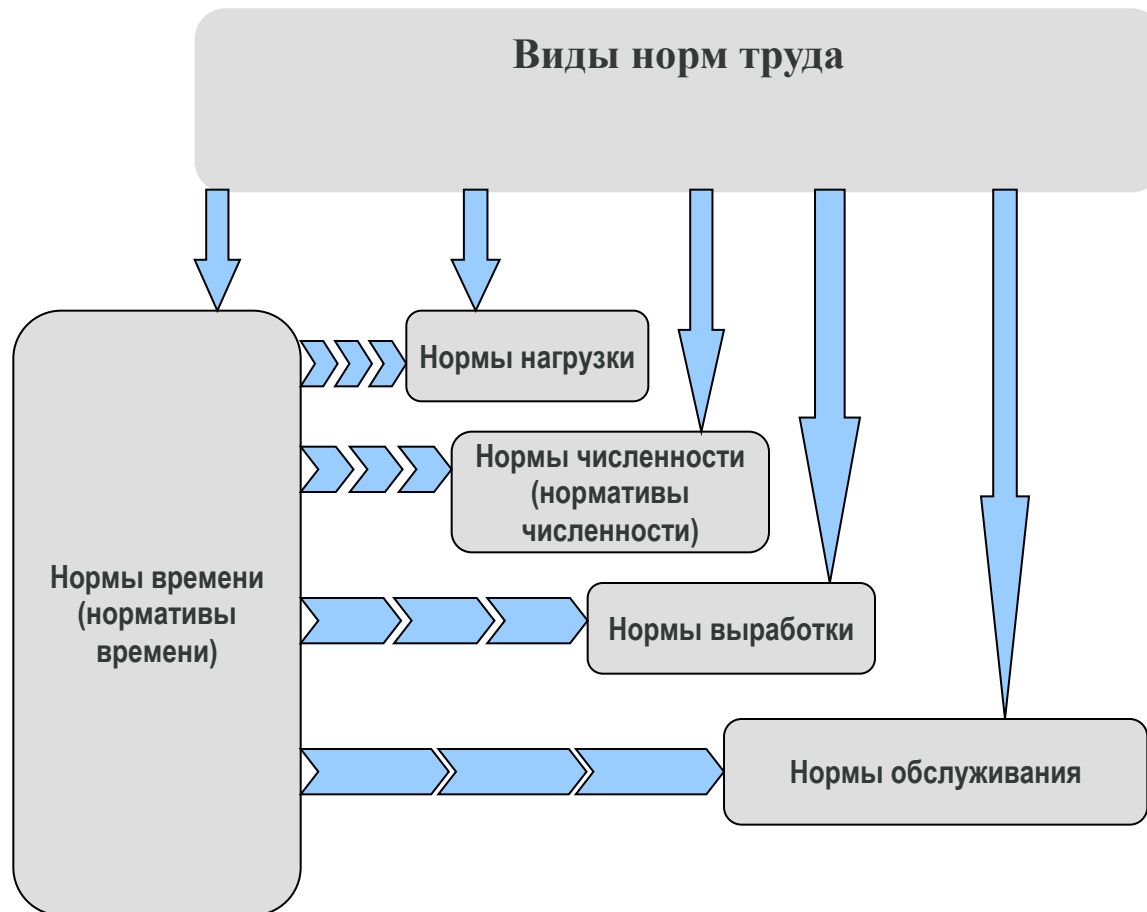 Виды норм труда
Нормы нагрузки
Нормы численности
(нормативы
численности)
Нормы времени
(нормативы
времени)
Нормы выработки
Нормы обслуживания